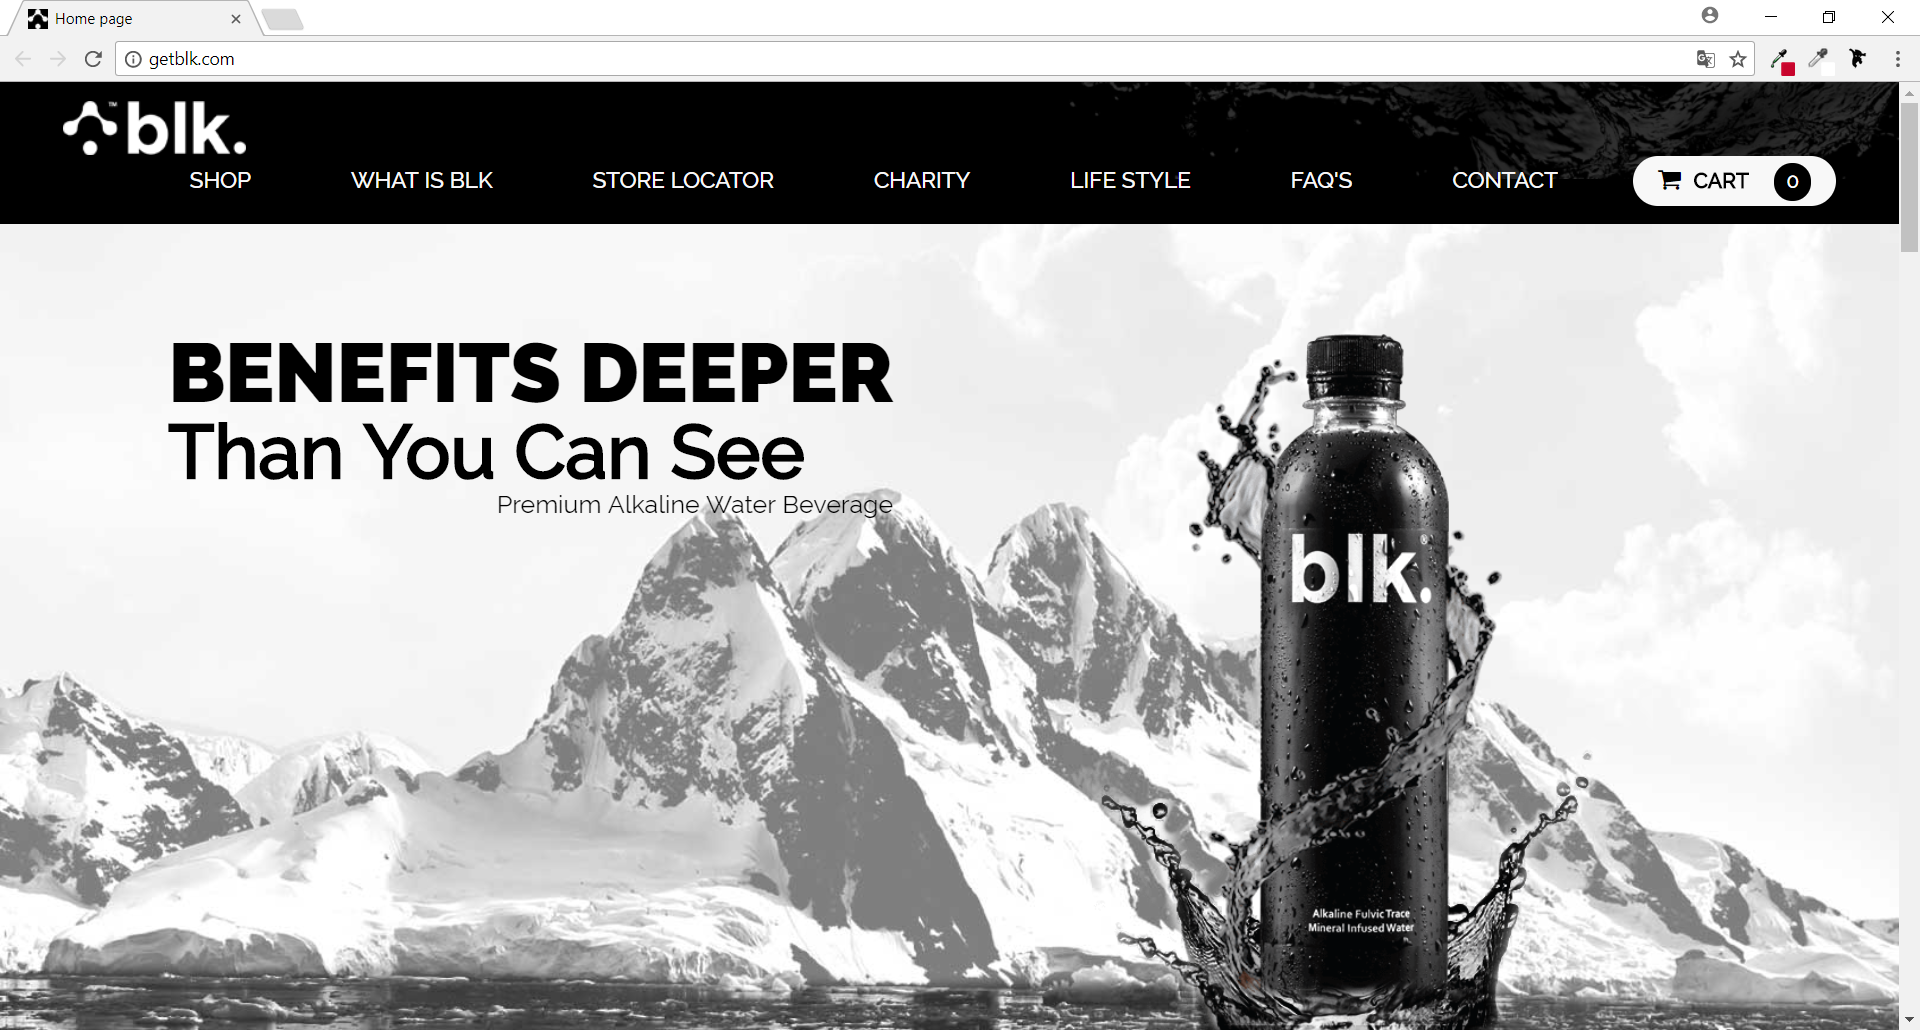 Home page
getblk.com
™
blk.
SHOP WHAT IS BLK STORE LOCATOR CHARITY LIFE STYLE FAQ'S CONTACT CART 0
BENEFITS DEEPER
Than You Can See
Premium Alkaline Water Beverage
blk.
Alkaline Fulvic Trace
Mineral Infused Water